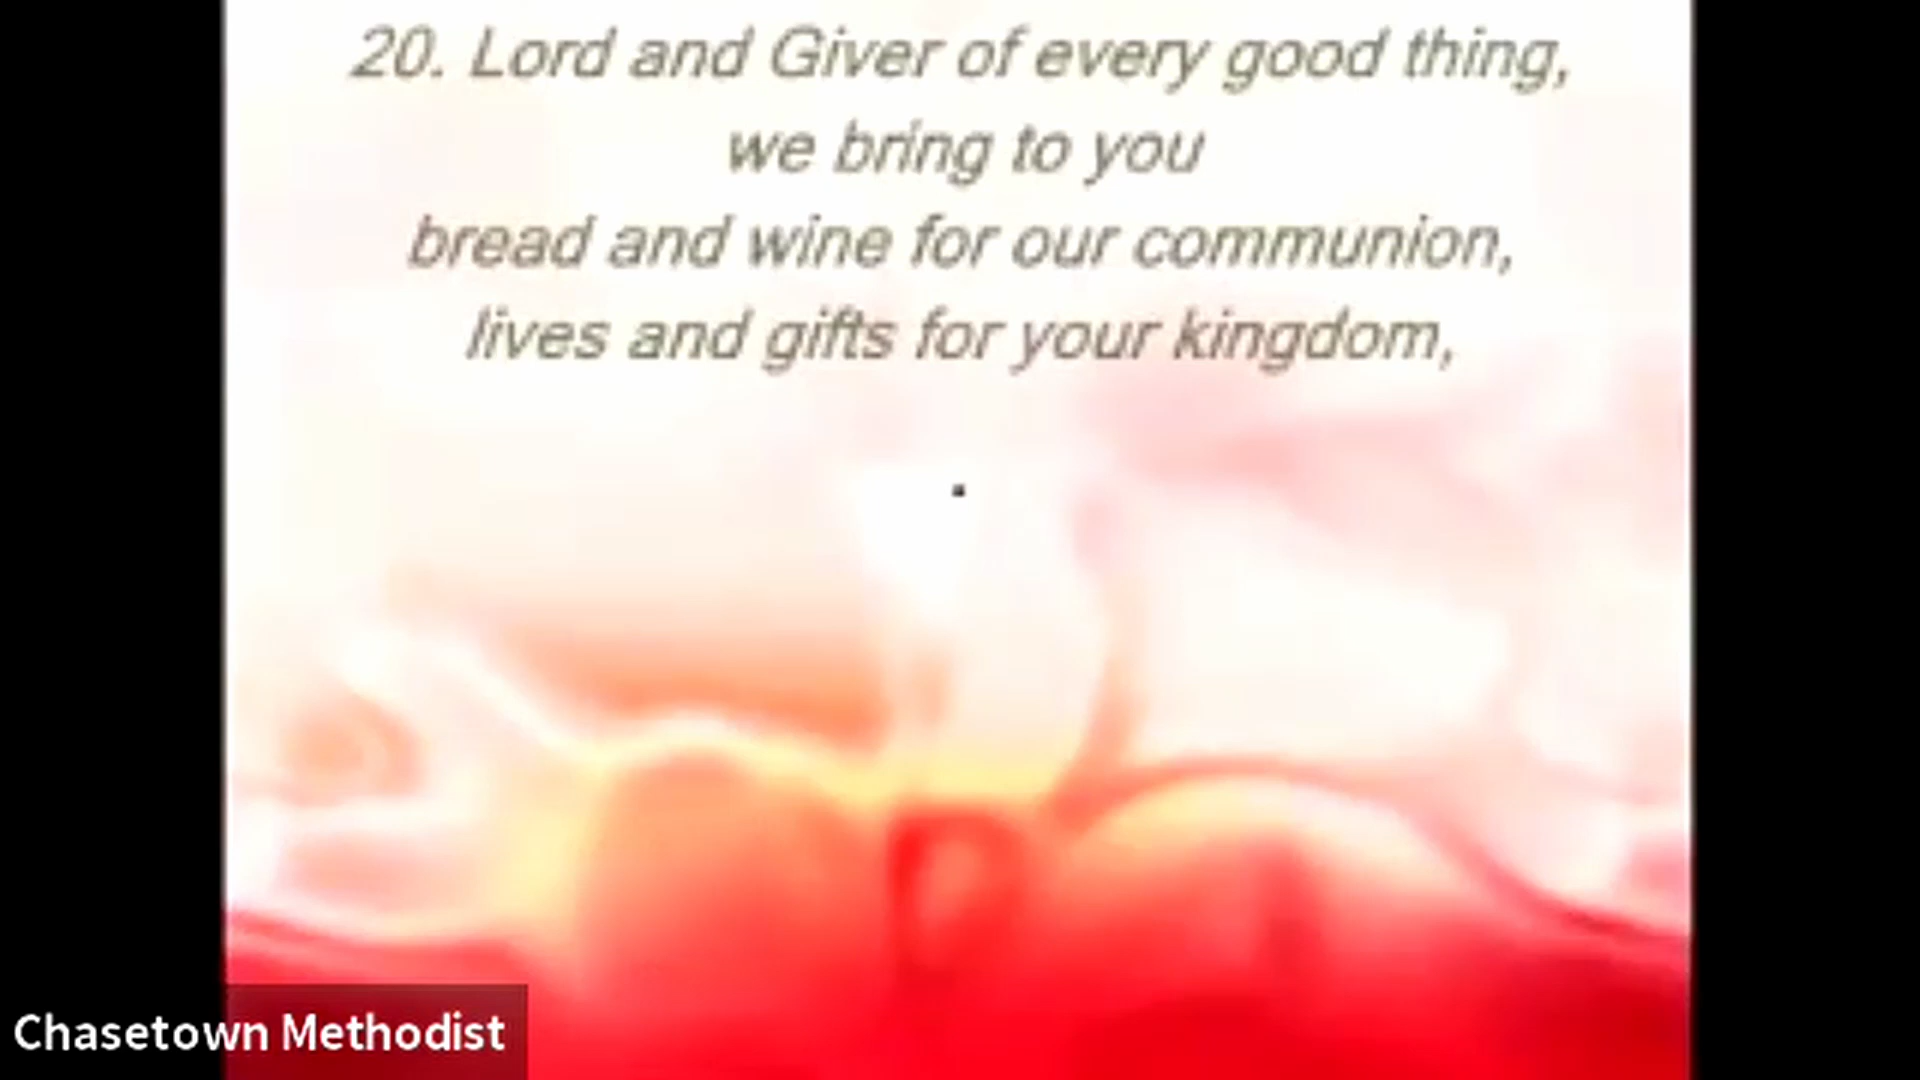 20. Lord and Giver of every good thing,
we bring to you
bread and wine for our communion,
lives and gifts for your kingdom,
.
Chasetown Methodist